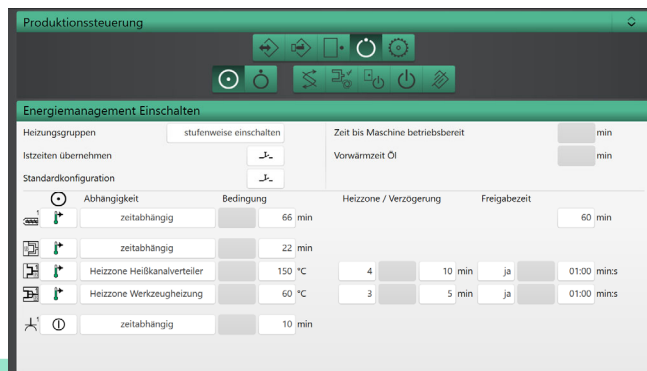 Produktionssteuerung
Energiemanagement Einschalten
Heizungsgruppen stufenweise einschalten Zeit bis Maschine betriebsbereit min
Istzeiten übernehmen Vorwärmzeit Öl min
Standardkonfiguration
Abhängigkeit Bedingung Heizzone / Verzögerung Freigabezeit
1 zeitabhängig 66 min 60 min
zeitabhängig 22 min
Heizzone Heißkanalverteiler 150 °C 4 10 min ja 01:00 min:s
Heizzone Werkzeugheizung 60 °C 3 5 min ja 01:00 min:s
1 zeitabhängig 10 min